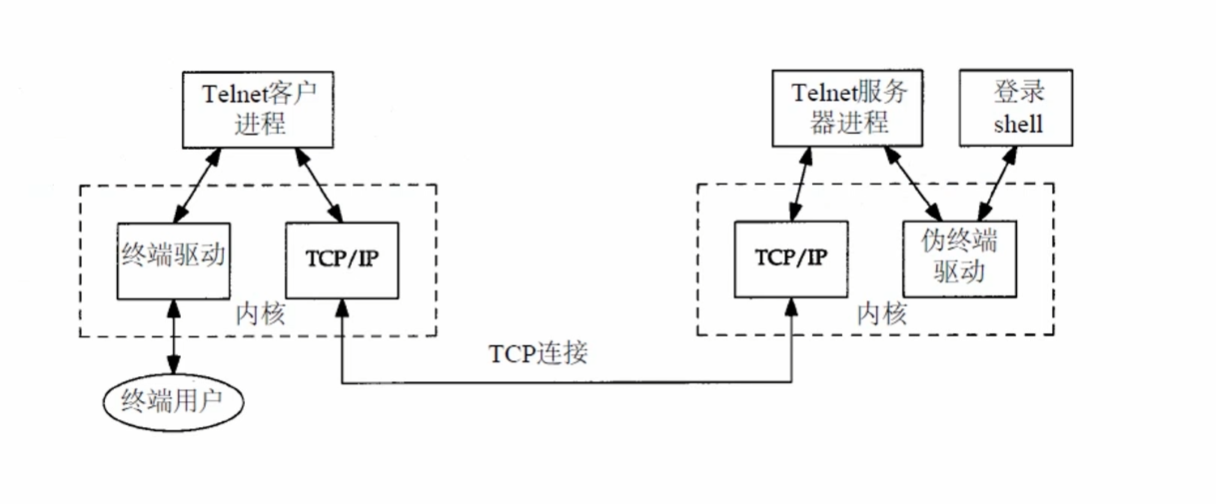 Telnet客户
进程
Telnet服务
器进程
登录
shell
终端驱动
TCP/IP
内核
TCP/IP
伪终端
驱动
内核
TCP连接
终端用户